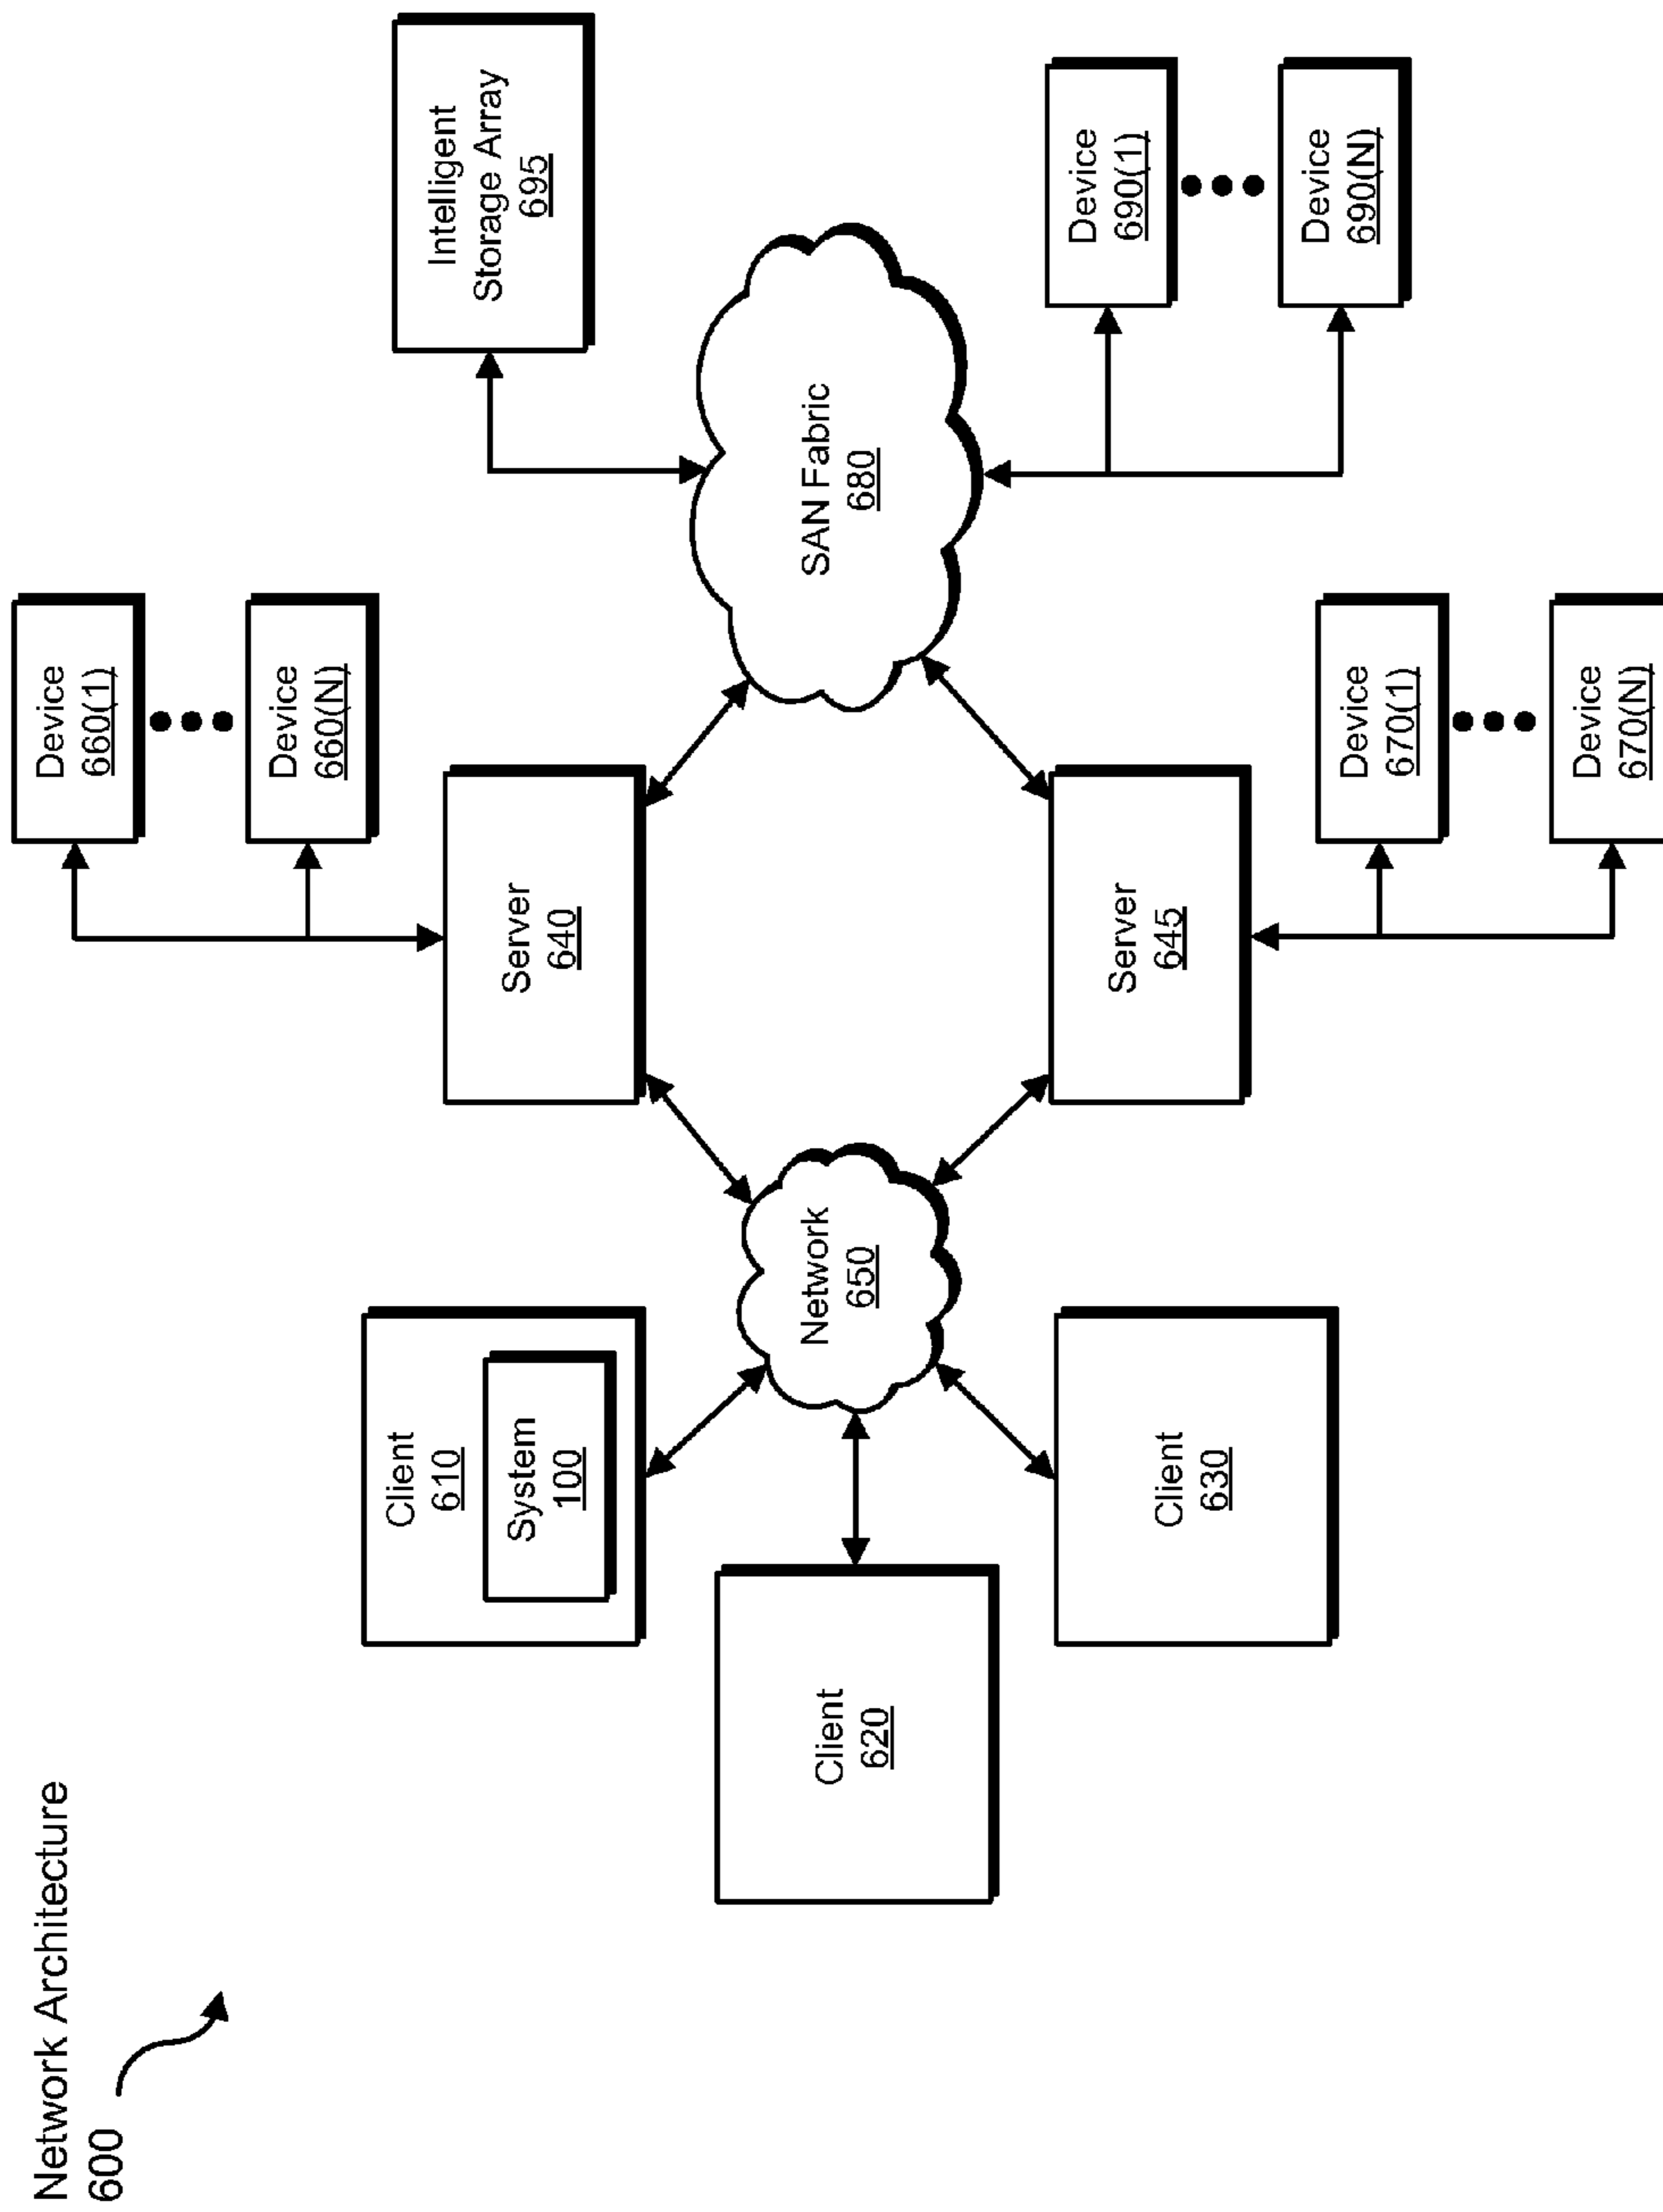 Network Architecture
600
Device
660(1)
Device
660(N)
Intelligent
Storage Array
695
Client
610
System
100
Server
640
Client
620
Network
650
SAN Fabric
680
Client
630
Server
645
Device
690(1)
Device
690(N)
Device
670(1)
Device
670(N)